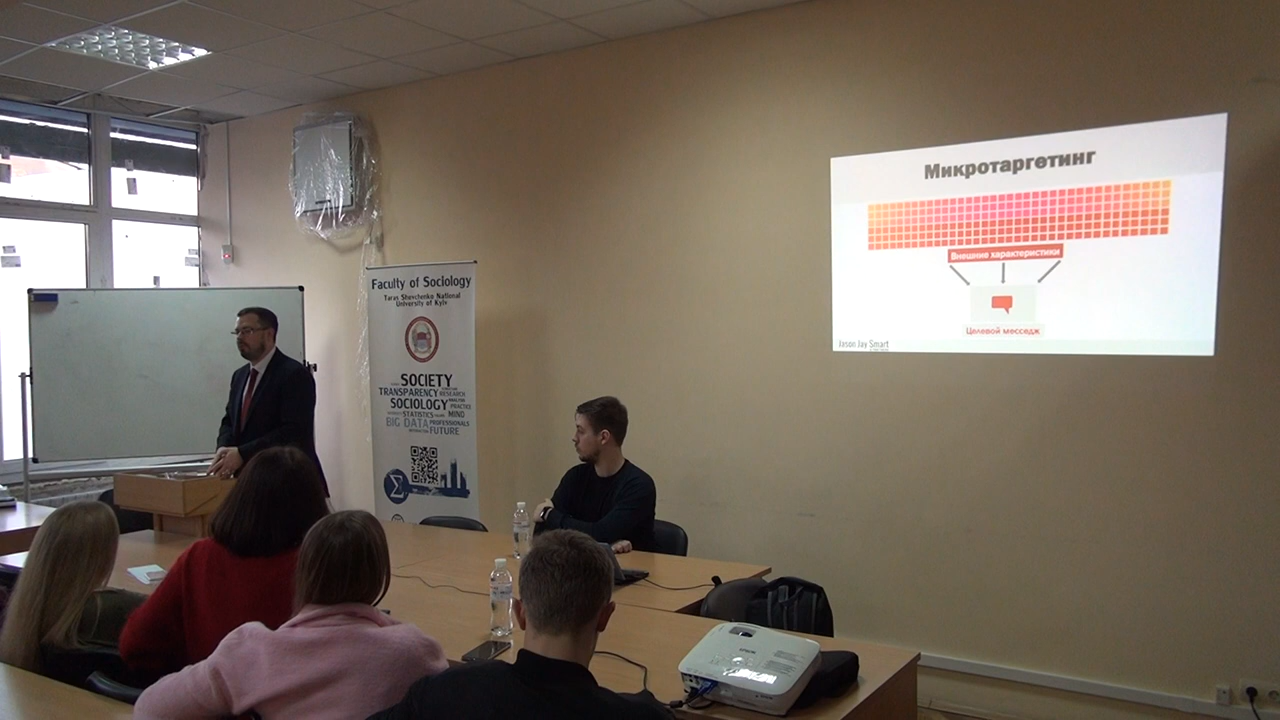 Микротаргетинг
Внешние характеристики
Целевой месседж
Jason Jay Smart
Faculty of Sociology
Taras Shevchenko National
University of Kyiv
SOCIETY
TRANSPARENCY RESEARCH
SOCIOLOGY PRACTICE
STATISTICS MIND
BIG DATA PROFESSIONALS
FUTURE
Σ
EPSON